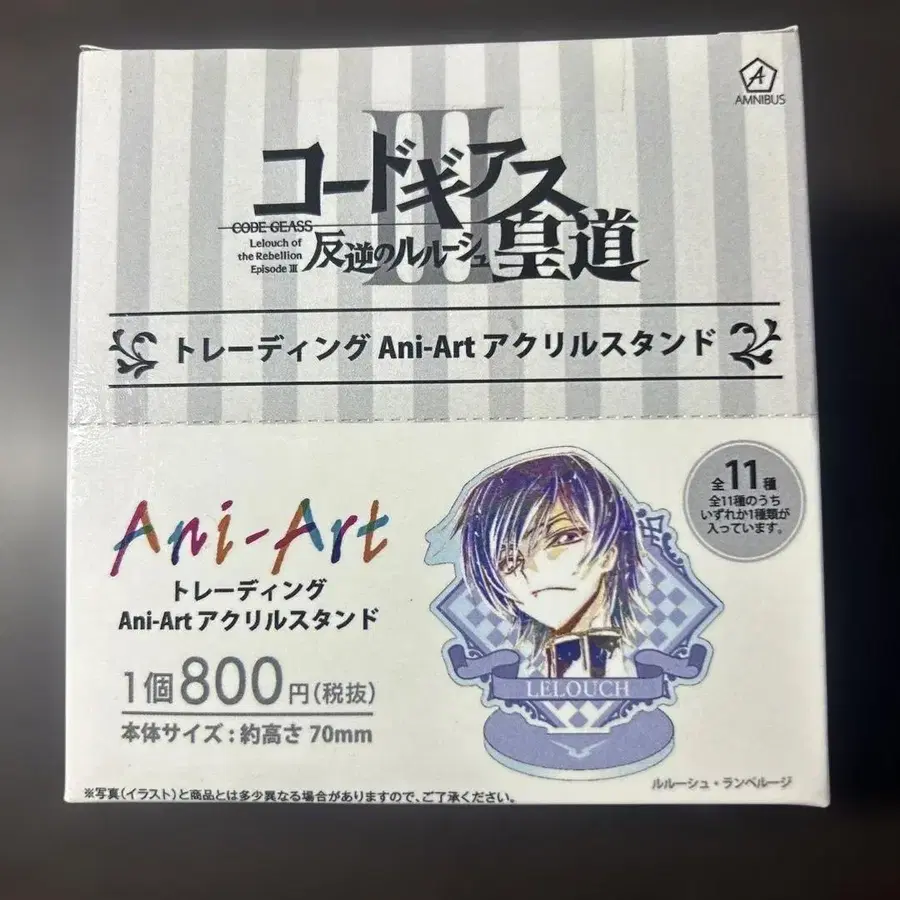 AMNIBUS
III
コードギアス
CODE GEASS
Lelouch of
the Rebellion
Episode III
反逆のルルーシュ
皇道
トレーディング Ani-Art アクリルスタンド
Ani-Art
トレーディング
Ani-Art アクリルスタンド
1個800円(税抜)
本体サイズ:約高さ 70mm
全11種
全11種のうち
いずれか1種類が
入っています。
LELOUCH
ルルーシュ・ランペルージ
※写真(イラスト)と商品とは多少異なる場合がありますので、ご了承ください。